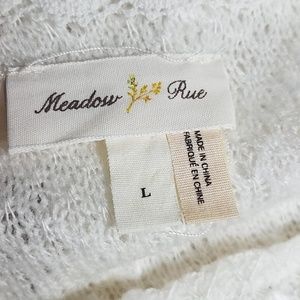 Meadow Rue
L
MADE IN CHINA
FABRIQUÉ EN CHINE